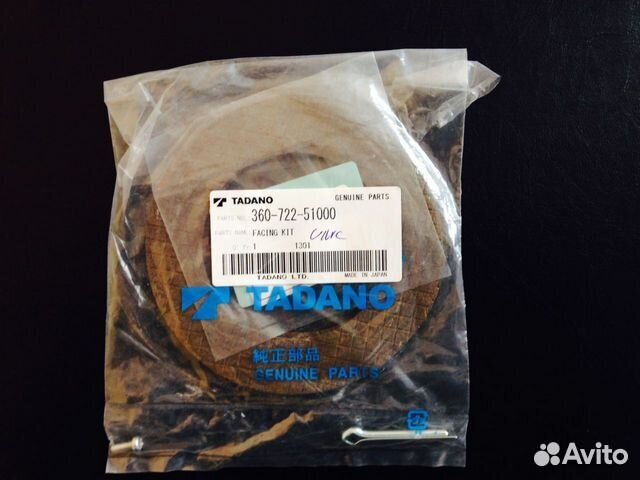 TADANO GENUINE PARTS
PARTS NO. 360-722-51000
PARTS NAME. FACING KIT
Q'TY. 1 1301
TADANO LTD. MADE IN JAPAN
TADANO
純正部品
GENUINE PARTS
Avito